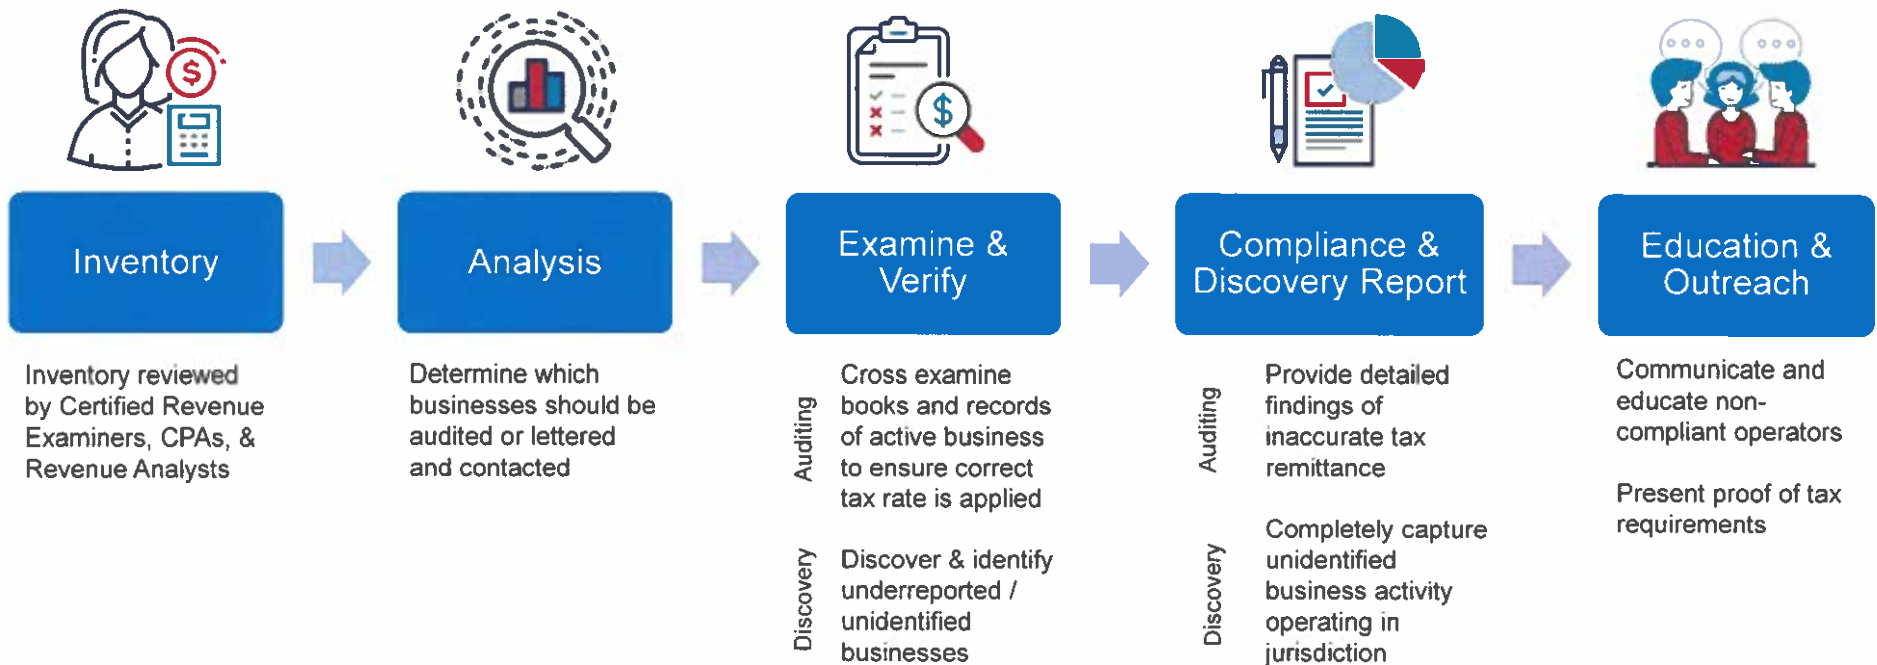 Inventory
Analysis
Examine &
Verify
Compliance &
Discovery Report
Education &
Outreach
Inventory reviewed
by Certified Revenue
Examiners, CPAs, &
Revenue Analysts
Determine which
businesses should be
audited or lettered
and contacted
Auditing
Cross examine
books and records
of active business
to ensure correct
tax rate is applied
Discovery
Discover & identify
underreported /
unidentified
businesses
Auditing
Provide detailed
findings of
inaccurate tax
remittance
Discovery
Completely capture
unidentified
business activity
operating in
jurisdiction
Communicate and
educate non-
compliant operators
Present proof of tax
requirements
$
$